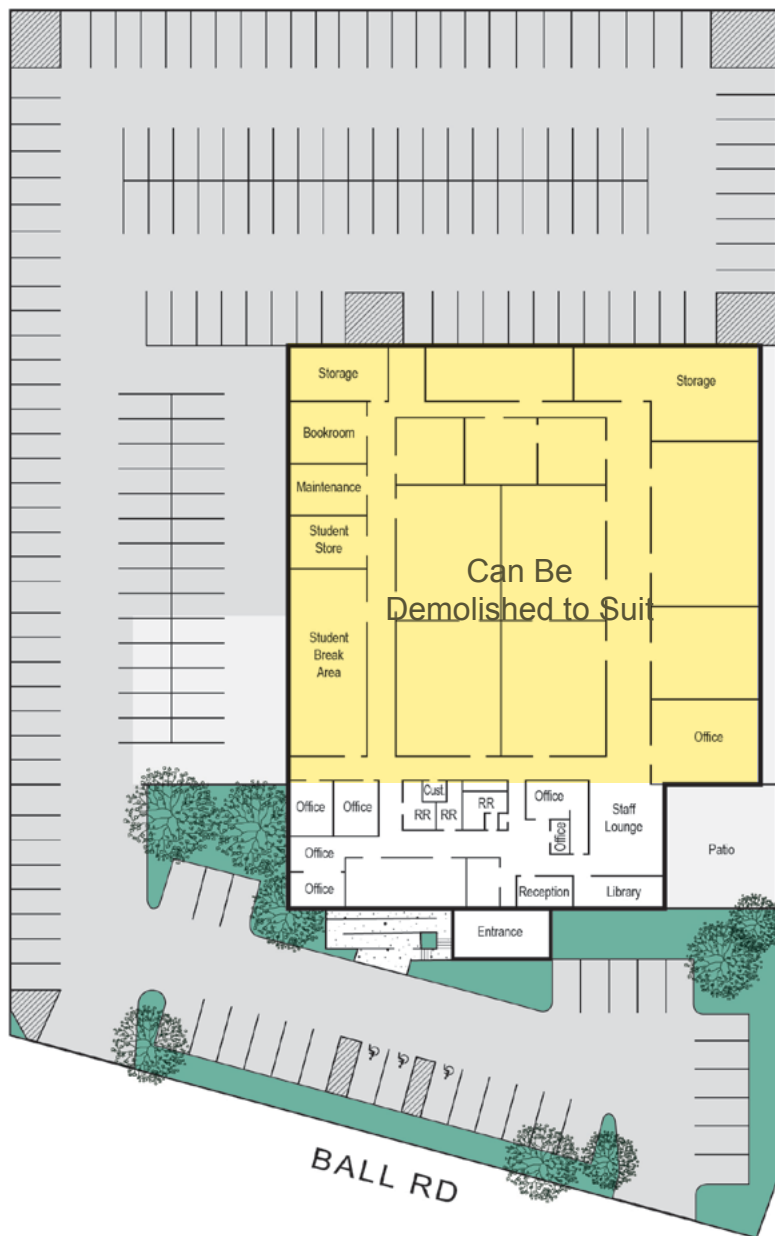 Storage
Storage
Bookroom
Maintenance
Student
Store
Can Be
Demolished to Suit
Student
Break
Area
Office
Office
Office
Cust.
RR
RR
RR
Office
Office
Staff
Lounge
Patio
Office
Office
Reception
Library
Entrance
BALL RD